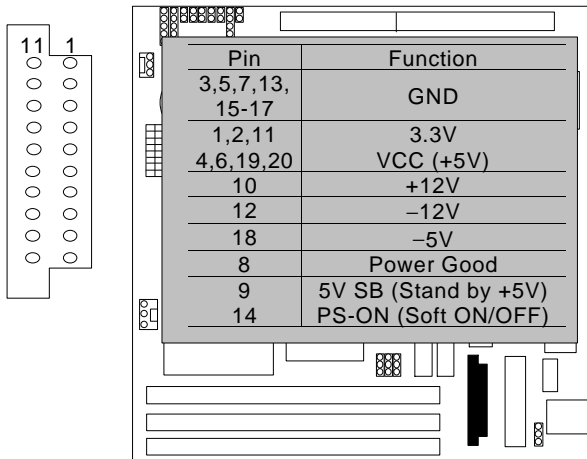 11 1
Pin Function
3,5,7,13,
15-17 GND
1,2,11 3.3V
4,6,19,20 VCC (+5V)
10 +12V
12 −12V
18 −5V
8 Power Good
9 5V SB (Stand by +5V)
14 PS-ON (Soft ON/OFF)